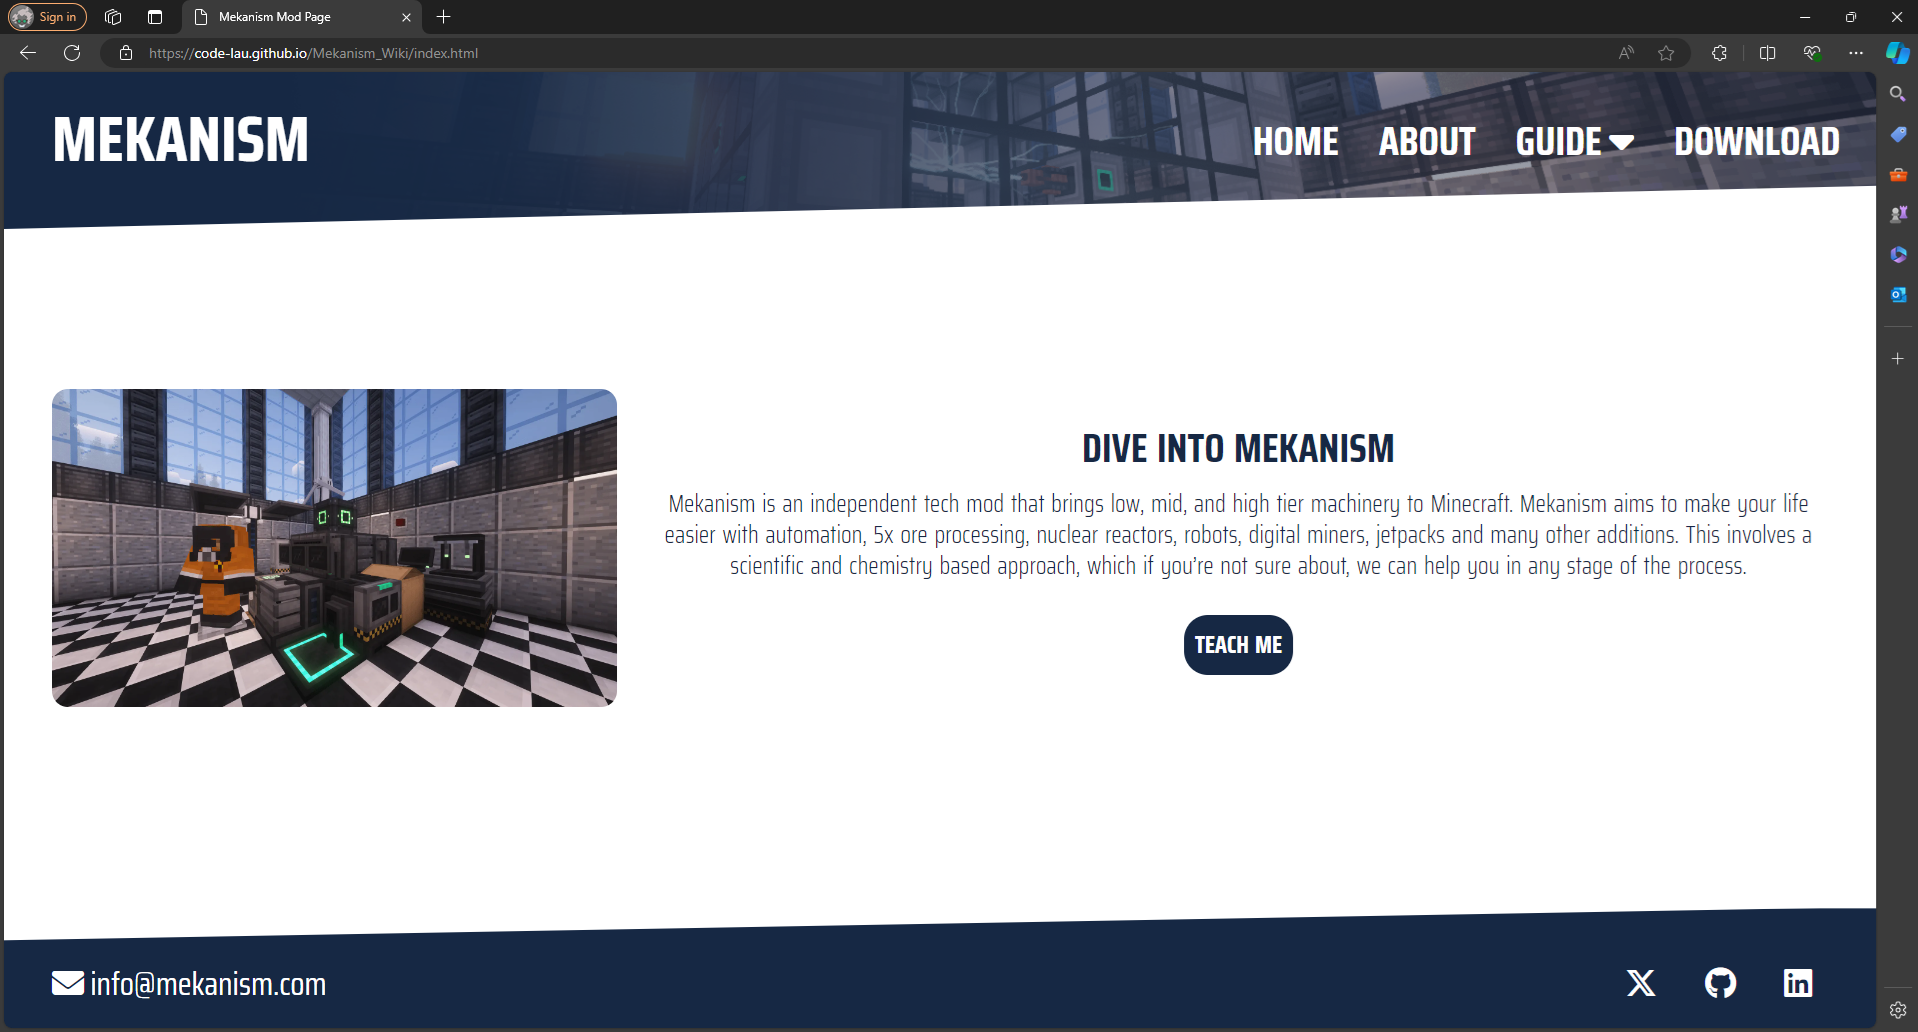 Sign in
Mekanism Mod Page
https://code-lau.github.io/Mekanism_Wiki/index.html
MEKANISM
HOME ABOUT GUIDE DOWNLOAD
DIVE INTO MEKANISM
Mekanism is an independent tech mod that brings low, mid, and high tier machinery to Minecraft. Mekanism aims to make your life
easier with automation, 5x ore processing, nuclear reactors, robots, digital miners, jetpacks and many other additions. This involves a
scientific and chemistry based approach, which if you’re not sure about, we can help you in any stage of the process.
TEACH ME
info@mekanism.com